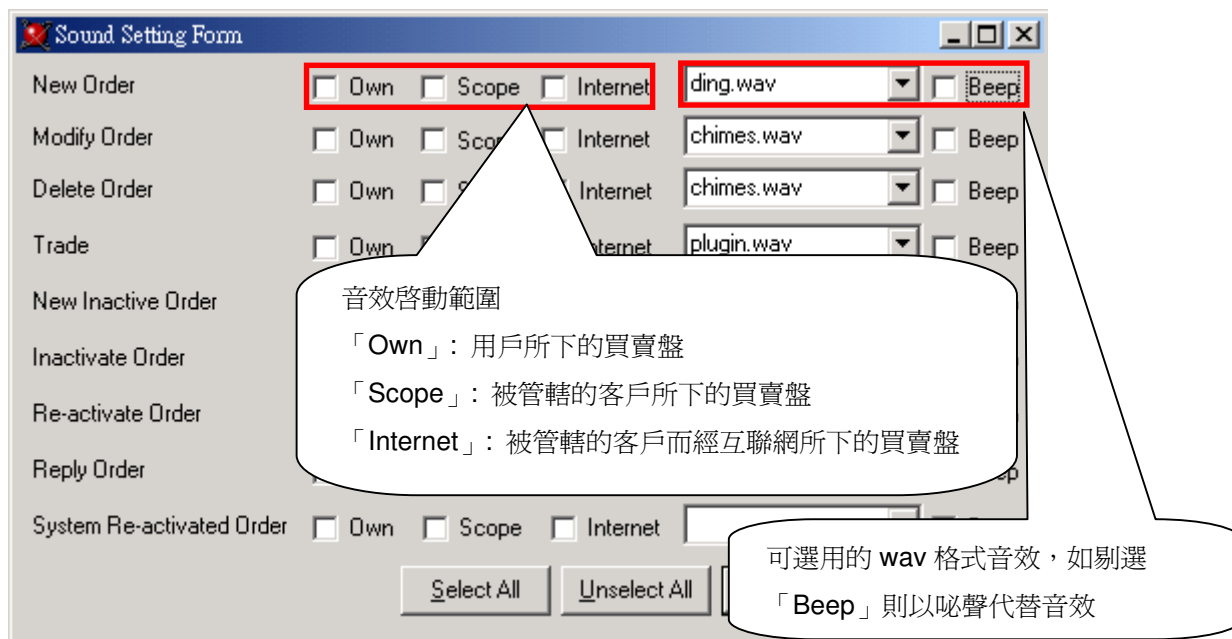 Sound Setting Form
New Order Own Scope Internet ding.wav Beep
Modify Order Own Internet chimes.wav Beep
Delete Order Own Internet chimes.wav Beep
Trade Own plugin.wav Beep
New Inactive Order
Inactivate Order
Re-activate Order
Reply Order
System Re-activated Order Own Scope Internet
Select All Unselect All
音效啓動範圍
「Own」: 用戶所下的買賣盤
「Scope」: 被管轄的客戶所下的買賣盤
「Internet」: 被管轄的客戶而經互聯網所下的買賣盤
可選用的 wav 格式音效，如剔選
「Beep」則以咇聲代替音效